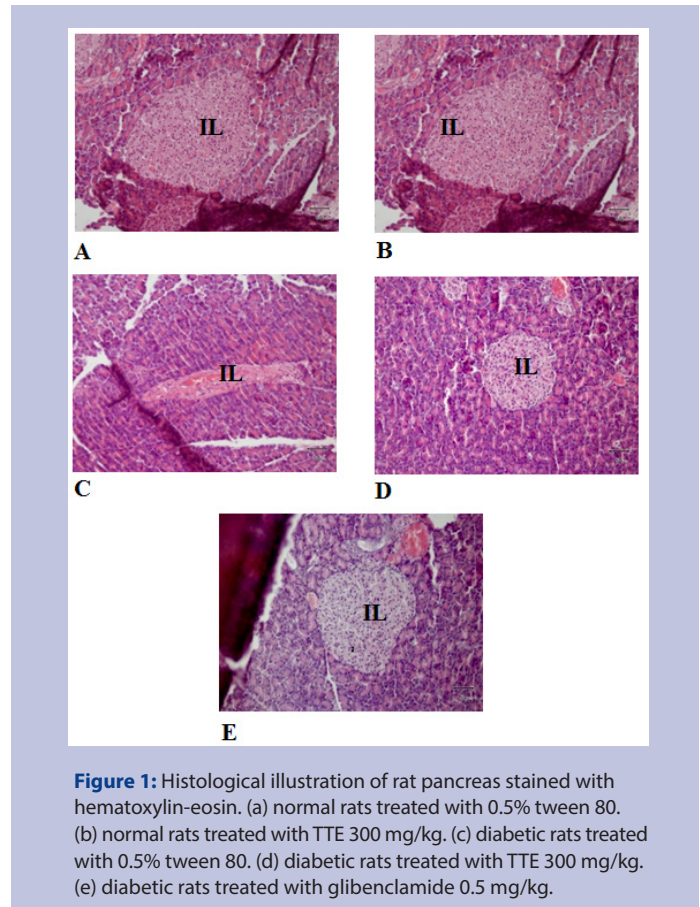 IL
IL
A
B
IL
IL
C
D
IL
E
Figure 1: Histological illustration of rat pancreas stained with
hematoxylin-eosin. (a) normal rats treated with 0.5% tween 80.
(b) normal rats treated with TTE 300 mg/kg. (c) diabetic rats treated
with 0.5% tween 80. (d) diabetic rats treated with TTE 300 mg/kg.
(e) diabetic rats treated with glibenclamide 0.5 mg/kg.